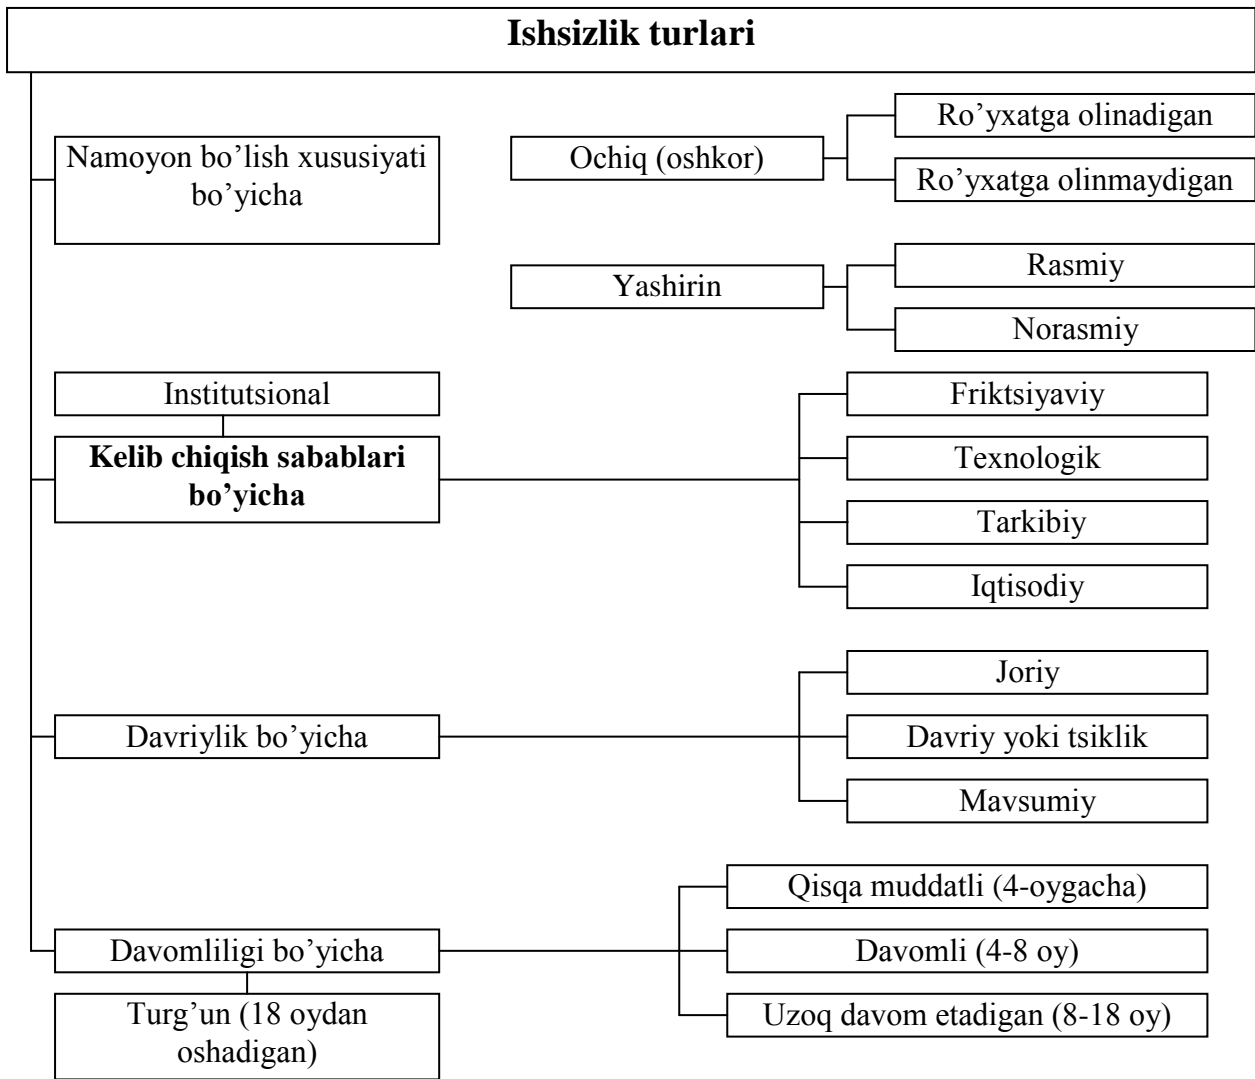 Ishsizlik turlari
Namoyon bo’lish xususiyati
bo’yicha
Ochiq (oshkor)
Ro’yxatga olinadigan
Ro’yxatga olinmaydigan
Yashirin
Rasmiy
Norasmiy
Institutsional
Kelib chiqish sabablari
bo’yicha
Friktsiyaviy
Texnologik
Tarkibiy
Iqtisodiy
Davriylik bo’yicha
Joriy
Davriy yoki tsiklik
Mavsumiy
Davomliligi bo’yicha
Turg’un (18 oydan
oshadigan)
Qisqa muddatli (4-oygacha)
Davomli (4-8 oy)
Uzoq davom etadigan (8-18 oy)